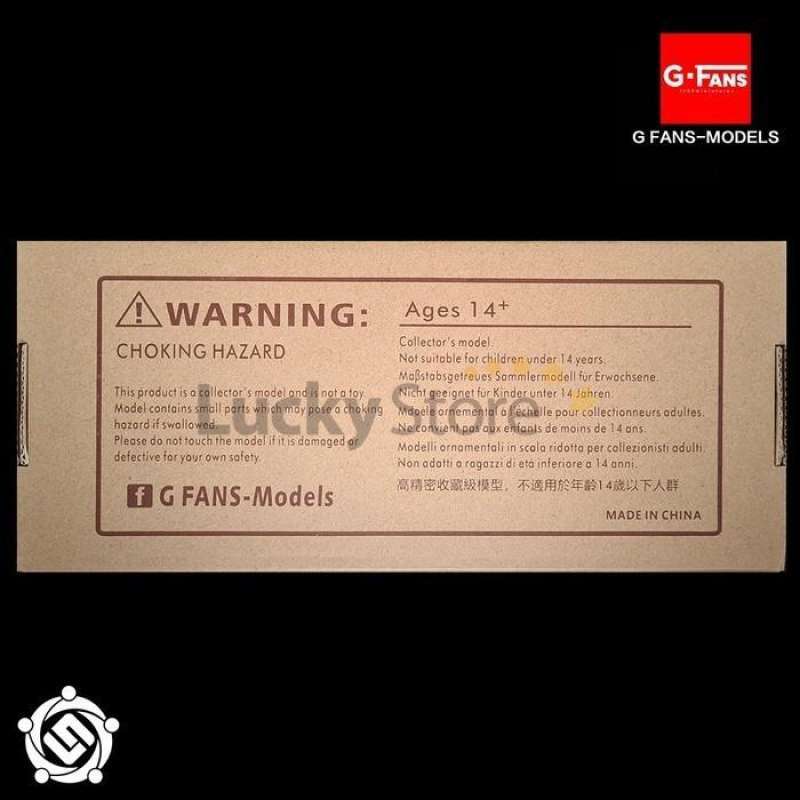 G·FANS
G FANS-MODELS
WARNING:
CHOKING HAZARD
This product is a collector's model and is not a toy.
Model contains small parts which may pose a choking
hazard if swallowed.
Please do not touch the model if it is damaged or
defective for your own safety.
f G FANS-Models
Ages 14+
Collector's model.
Not suitable for children under 14 years.
Maßstabsgetreues Sammlermodell für Erwachsene.
Nicht geeignet für Kinder unter 14 Jahren.
Modèle ornamental à échelle pour collectionneurs adultes.
Ne convient pas aux enfants de moins de 14 ans.
Modelli ornamentali in scala ridotta per collezionisti adulti.
Non adatti a ragazzi di età inferiore a 14 anni.
高精密收藏級模型，不適用於年齡14歲以下人群
MADE IN CHINA
Lucky Store